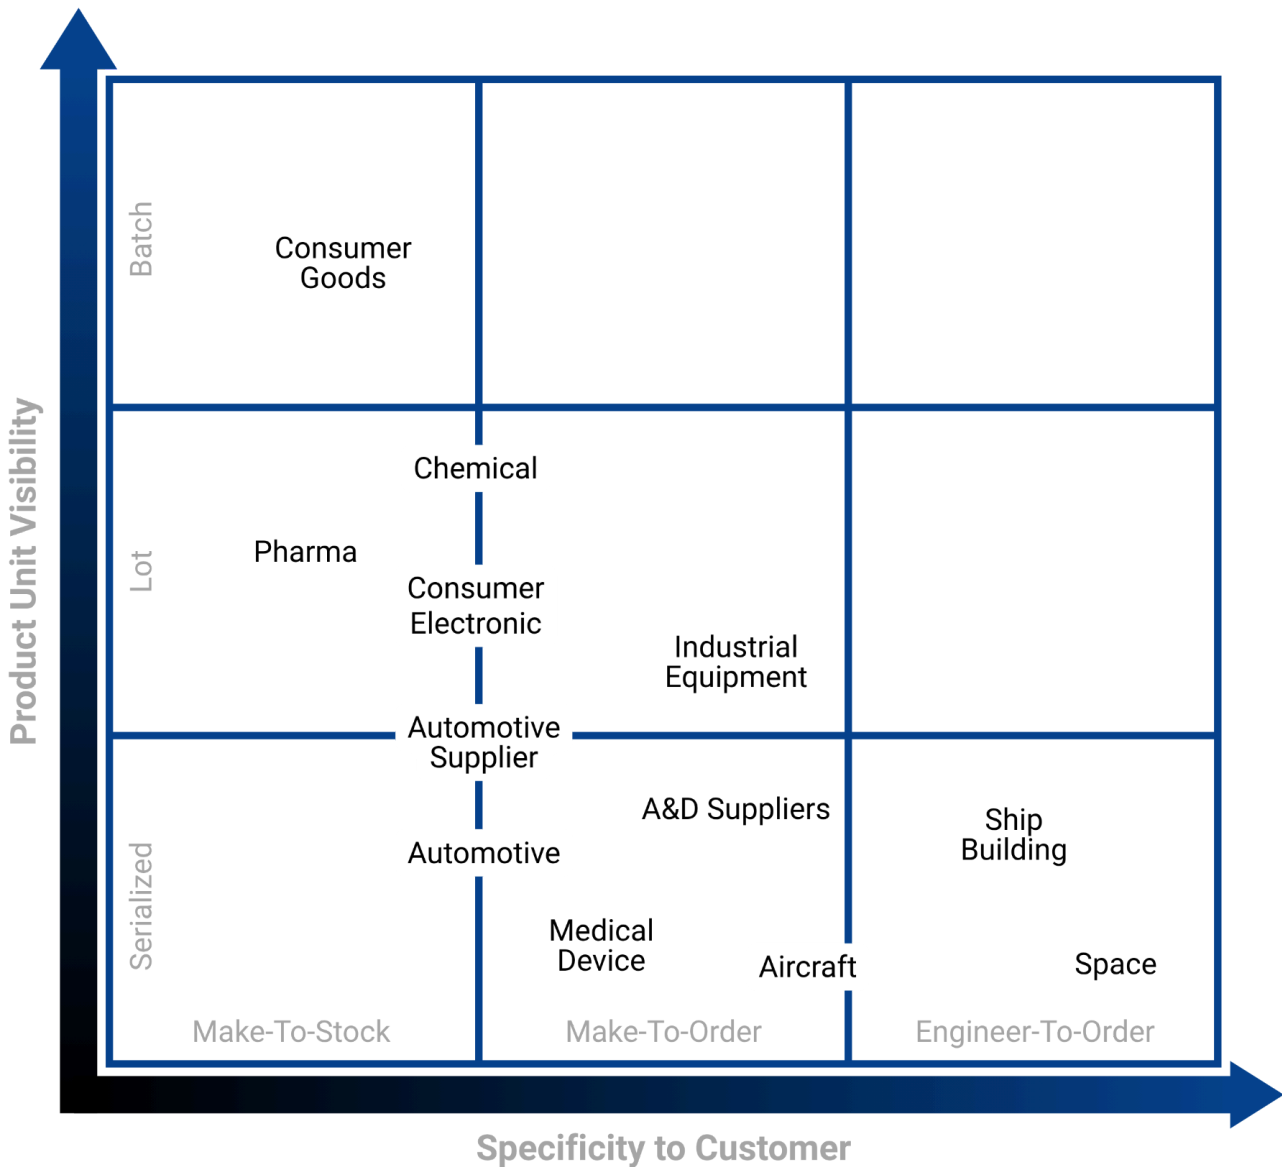 Product Unit Visibility
Batch
Consumer
Goods
Lot
Chemical
Pharma
Consumer
Electronic
Industrial
Equipment
Automotive
Supplier
Serialized
A&D Suppliers
Ship
Building
Automotive
Medical
Device
Aircraft
Space
Make-To-Stock
Make-To-Order
Engineer-To-Order
Specificity to Customer